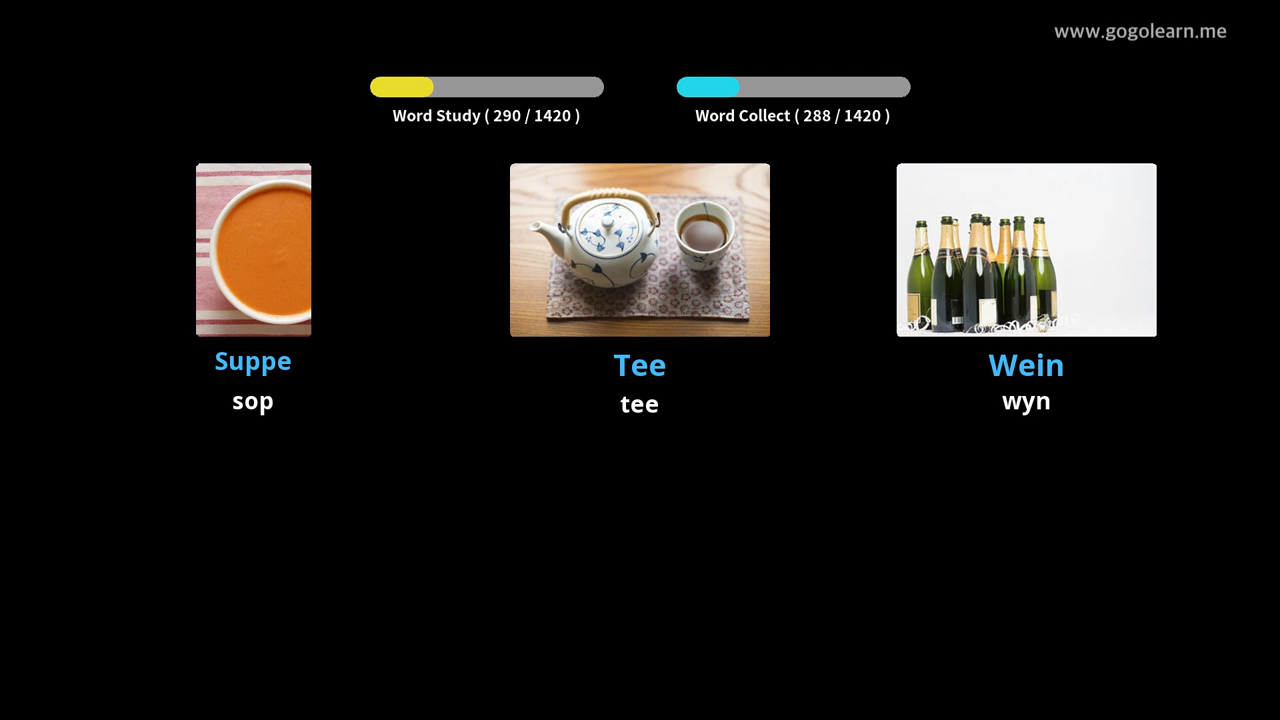 www.gogolearn.me
Word Study ( 290 / 1420 )
Word Collect ( 288 / 1420 )
Suppe
sop
Tee
tee
Wein
wyn